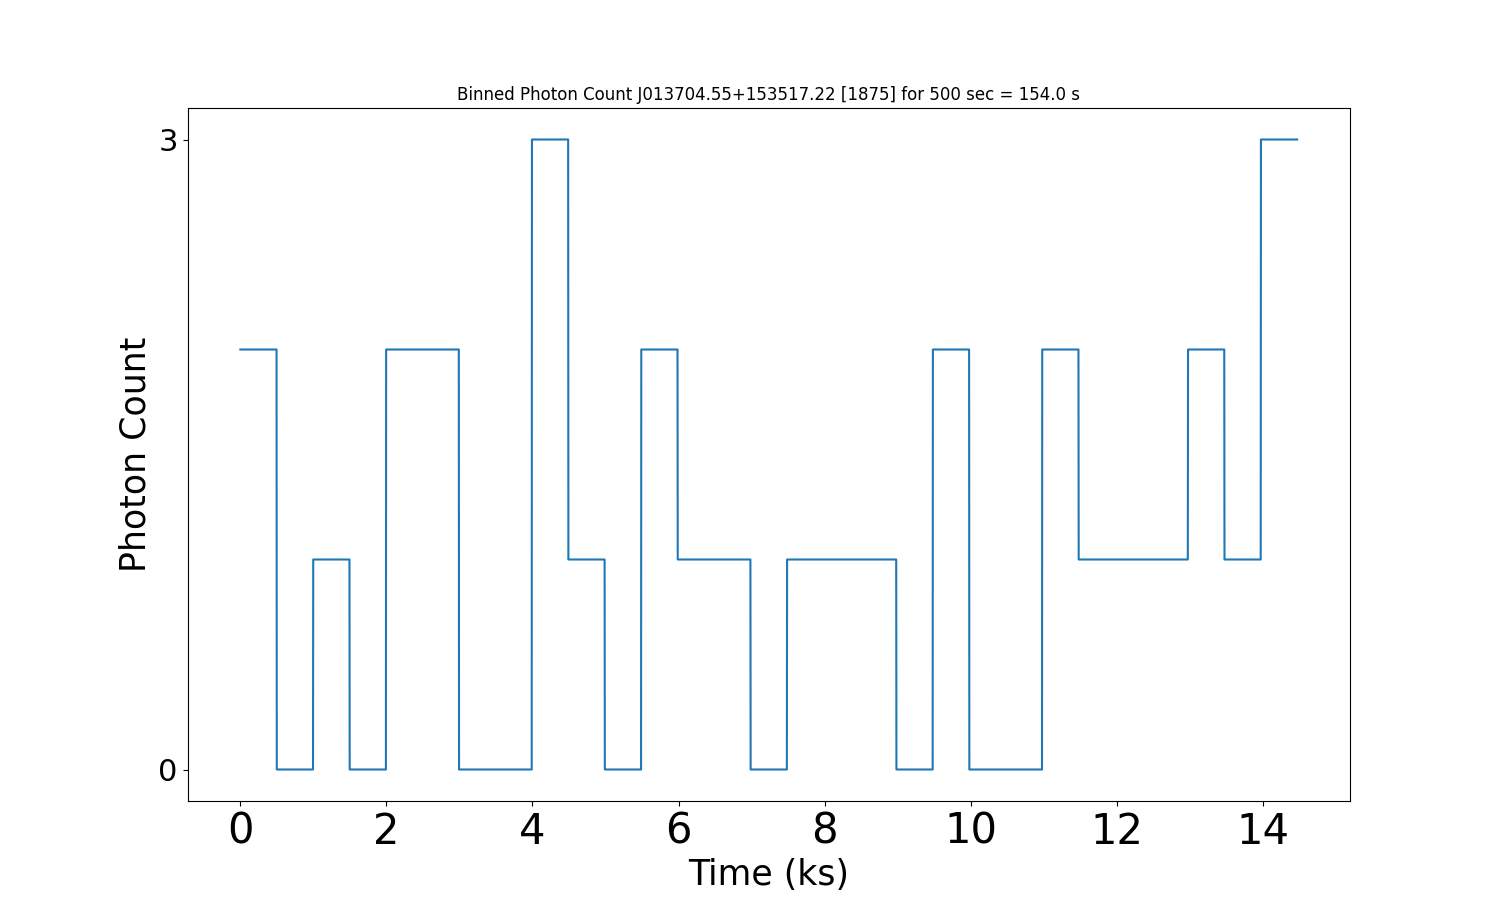 Binned Photon Count J013704.55+153517.22 [1875] for 500 sec = 154.0 s
3
Photon Count
0
0 2 4 6 8 10 12 14
Time (ks)